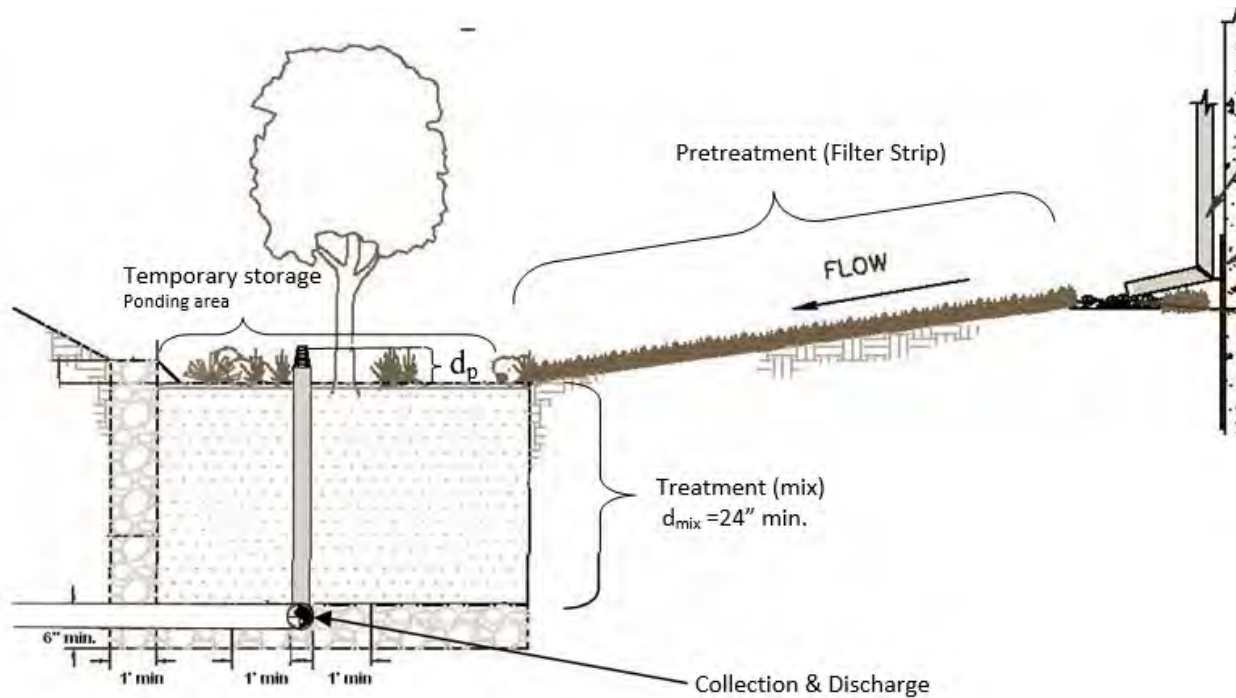 Pretreatment (Filter Strip)
FLOW
Temporary storage
Ponding area
dp
Treatment (mix)
dmix =24” min.
6” min.
1' min
1' min
1' min
Collection & Discharge